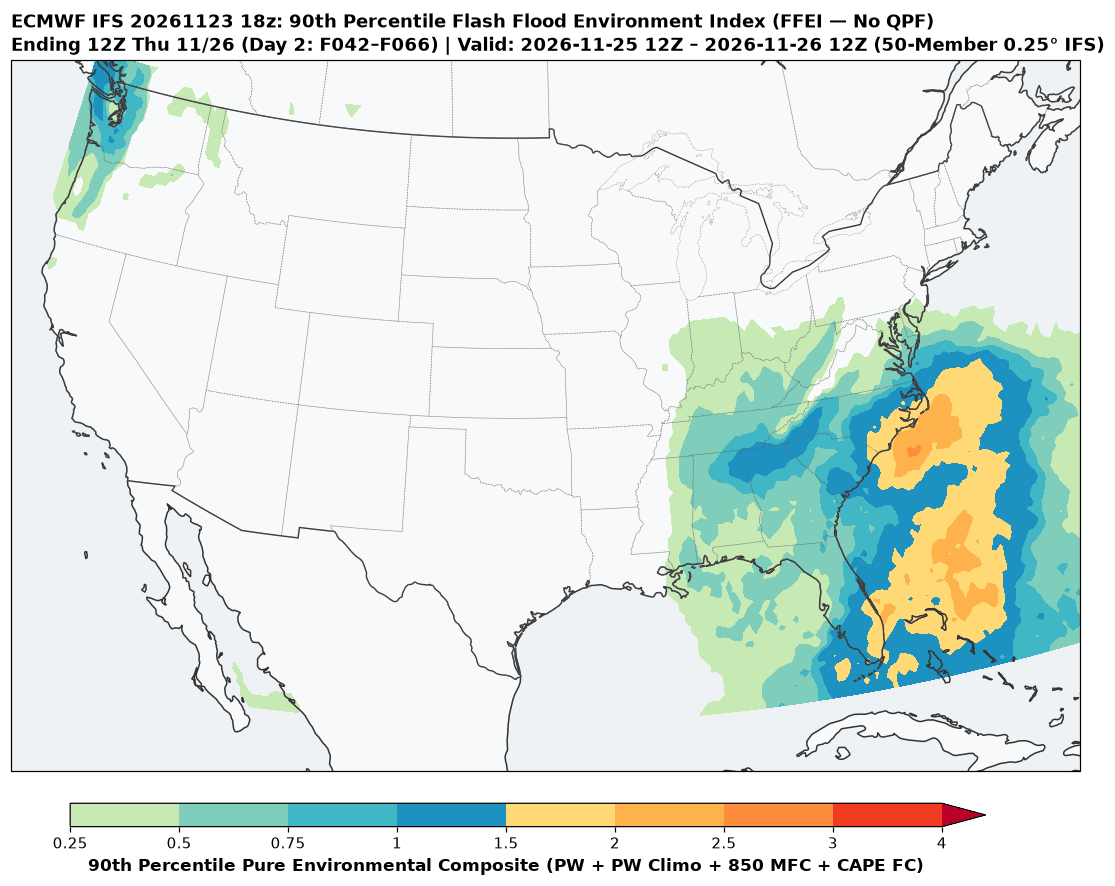 ECMWF IFS 20261123 18z: 90th Percentile Flash Flood Environment Index (FFEI — No QPF)
Ending 12Z Thu 11/26 (Day 2: F042–F066) | Valid: 2026-11-25 12Z – 2026-11-26 12Z (50-Member 0.25° IFS)
0.25 0.5 0.75 1 1.5 2 2.5 3 4
90th Percentile Pure Environmental Composite (PW + PW Climo + 850 MFC + CAPE FC)